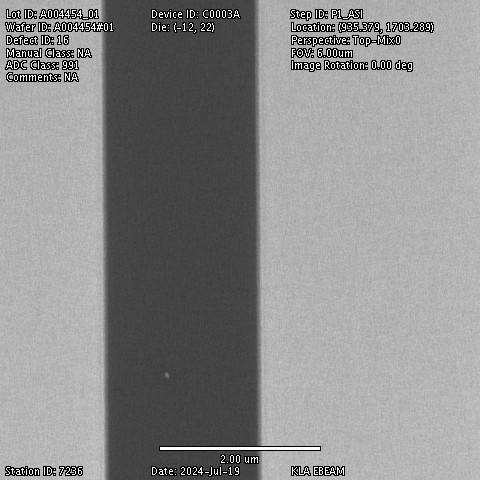 Lot ID: A004454_01
Wafer ID: A004454#01
Defect ID: 16
Manual Class: NA
ADC Class: 991
Comments: NA
Device ID: C0003A
Die: (-12, 22)
Step ID: P1_ASI
Location: (935.379, 1703.289)
Perspective: Top-Mix0
FOV: 6.00um
Image Rotation: 0.00 deg
2.00 um
Station ID: 7236
Date: 2024-Jul-19
KLA EBEAM